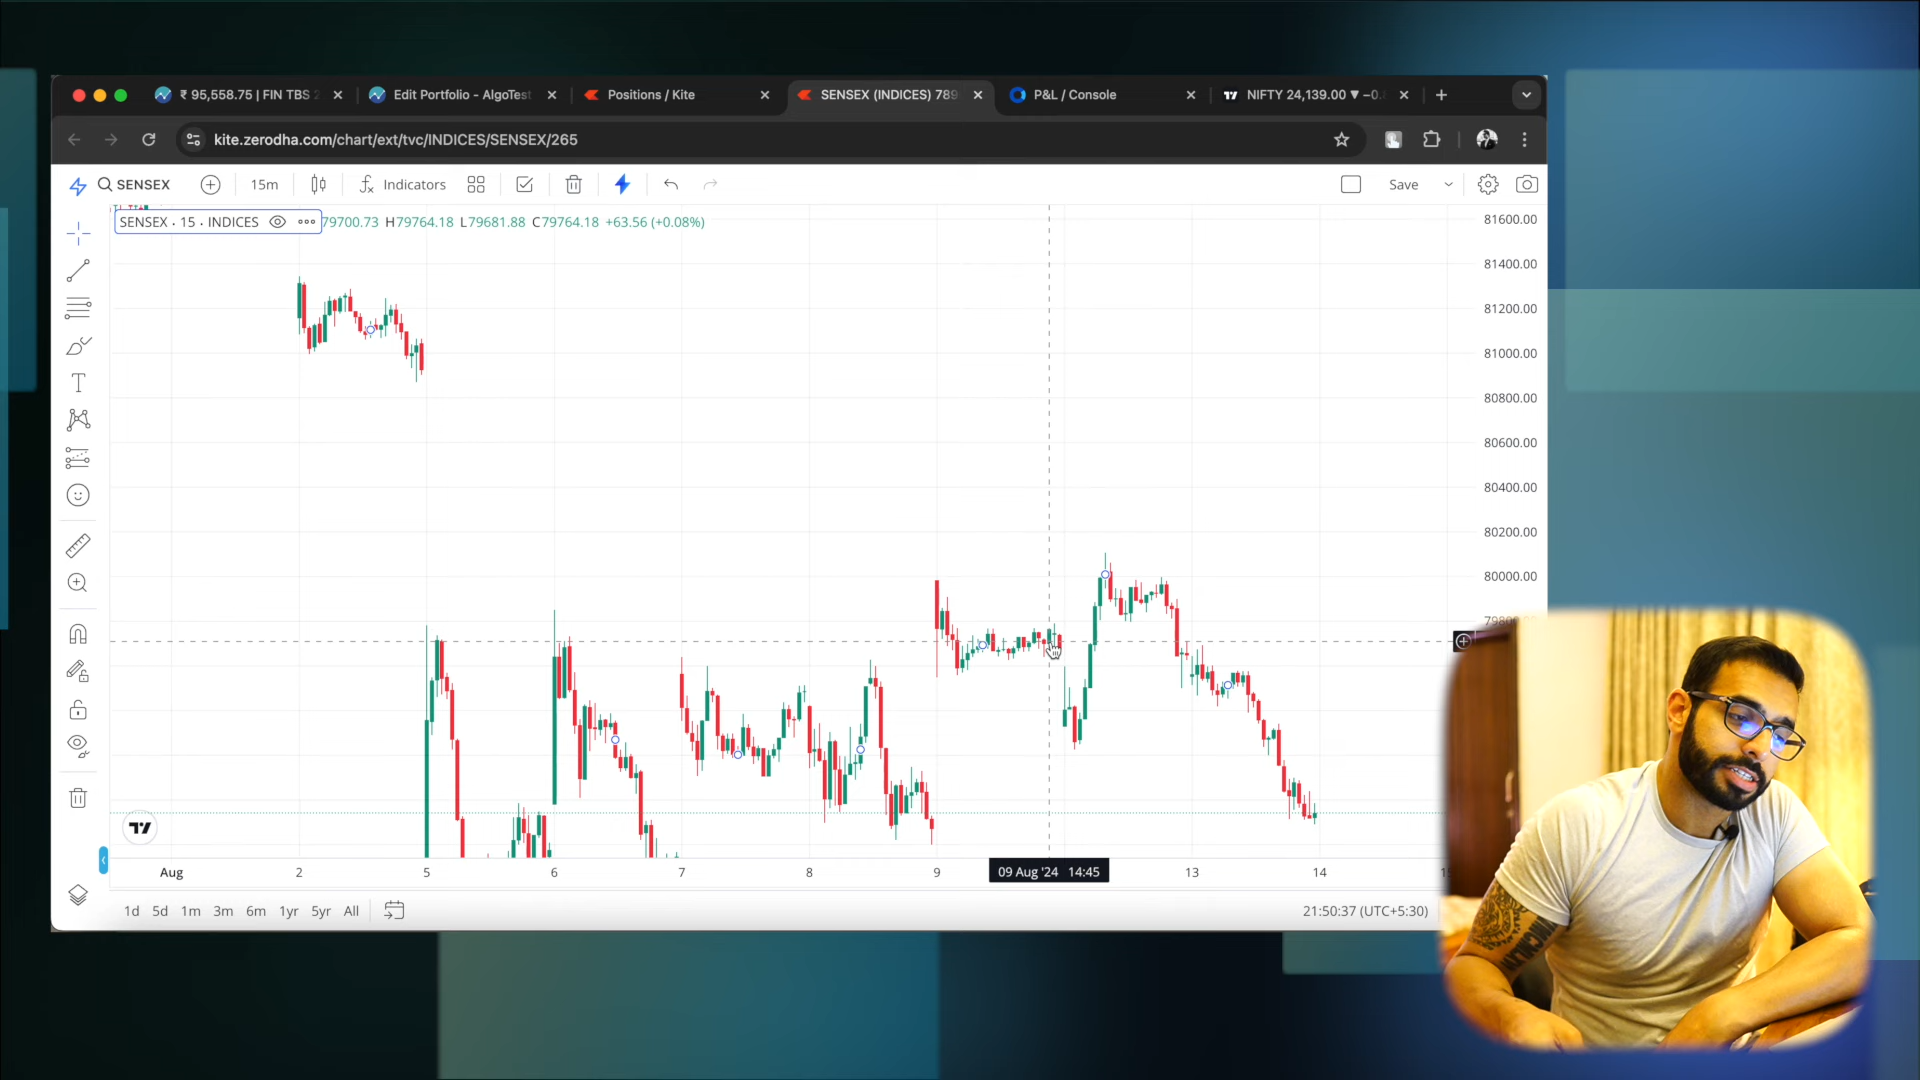 ₹ 95,558.75 | FIN TBS 2
Edit Portfolio - AlgoTest
Positions / Kite
SENSEX (INDICES) 789
P&L / Console
NIFTY 24,139.00 ▼ −0.
kite.zerodha.com/chart/ext/tvc/INDICES/SENSEX/265
SENSEX
15m
Indicators
Save
SENSEX · 15 · INDICES
79700.73 H79764.18 L79681.88 C79764.18 +63.56 (+0.08%)
81600.00
81400.00
81200.00
81000.00
80800.00
80600.00
80400.00
80200.00
80000.00
Aug
2
5
6
7
8
9
09 Aug '24 14:45
13
14
1d 5d 1m 3m 6m 1yr 5yr All
21:50:37 (UTC+5:30)